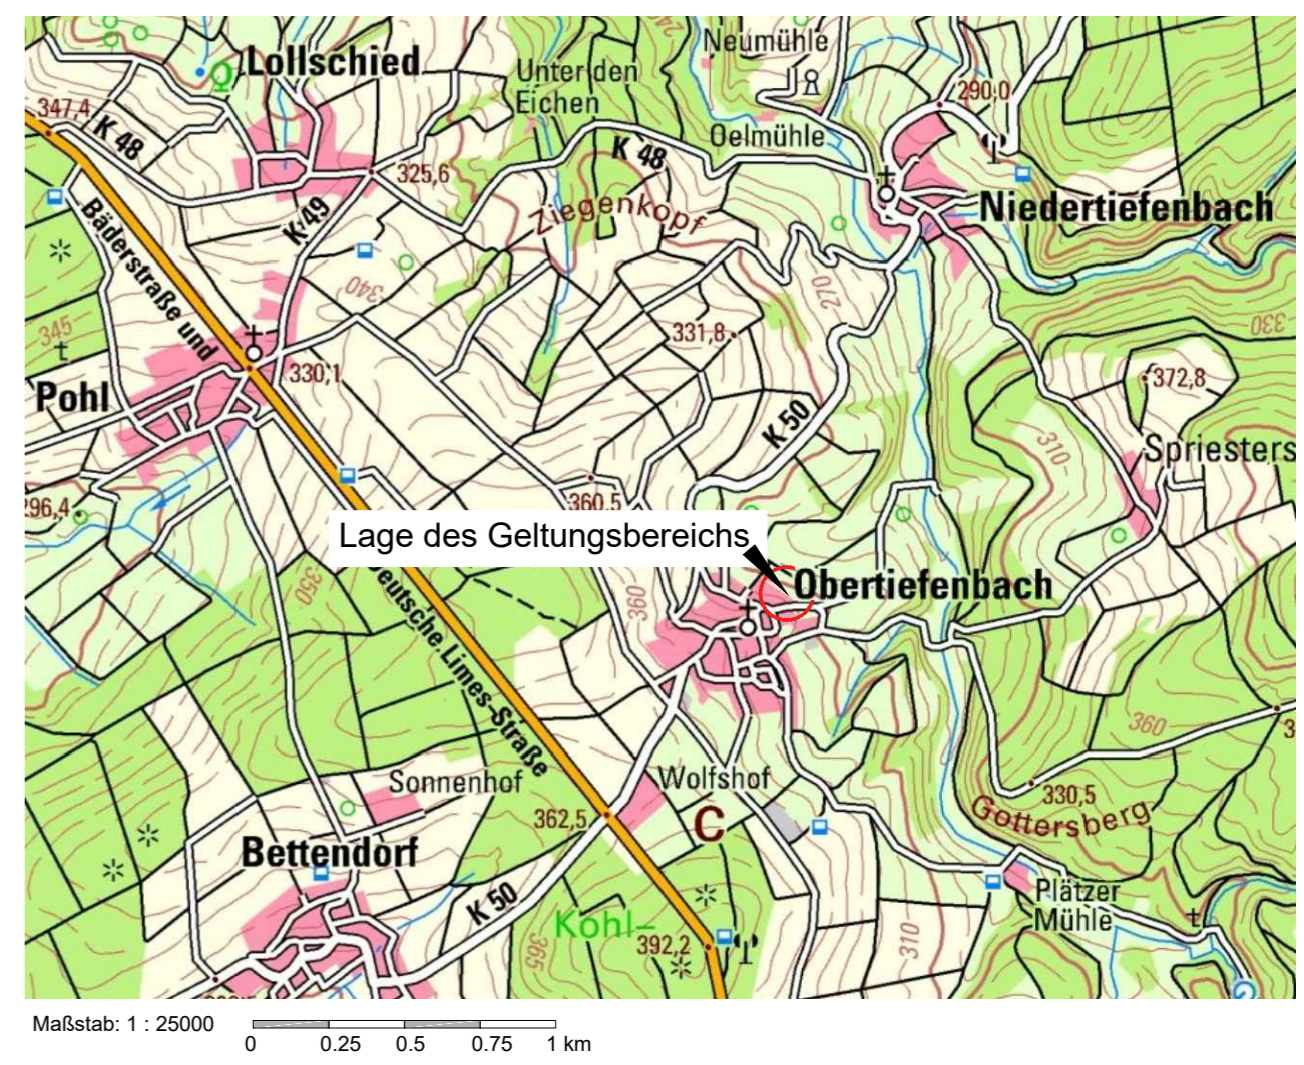 Lollschied
Neumühle
Unter den
Eichen
290,0
347,4
K 48
Oelmühle
K 48
325,6
Ziegenkopf
Niedertiefenbach
K 49
Bäderstraße und
340
270
345
331,8
330
330,1
372,8
Pohl
K 50
310
Spriesters
296,4
360,5
Lage des Geltungsbereichs
Deutsche Limes-Straße
350
360
Obertiefenbach
360
Sonnenhof
Wolfshof
330,5
362,5
C
Gottersberg
Bettendorf
K 50
Plätzer
Mühle
Kohl-
392,2
365
310
Maßstab: 1 : 25000
0 0.25 0.5 0.75 1 km